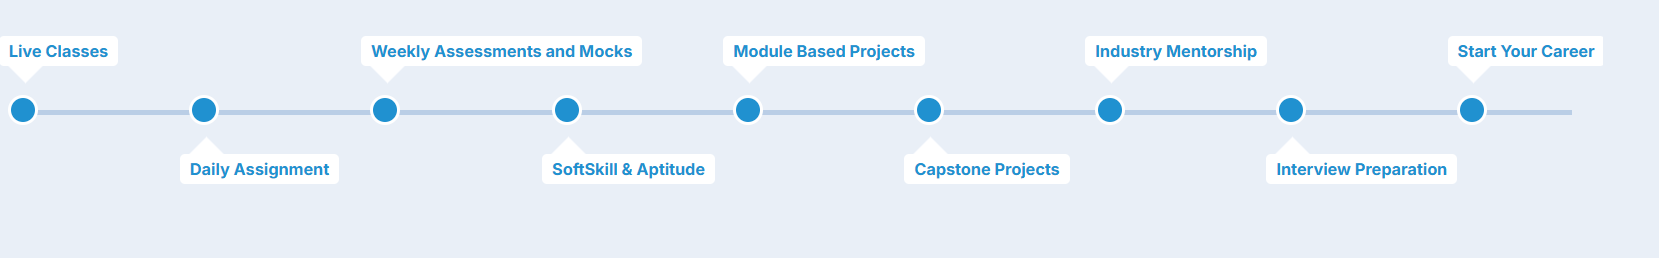 Live Classes
Daily Assignment
Weekly Assessments and Mocks
SoftSkill & Aptitude
Module Based Projects
Capstone Projects
Industry Mentorship
Interview Preparation
Start Your Career